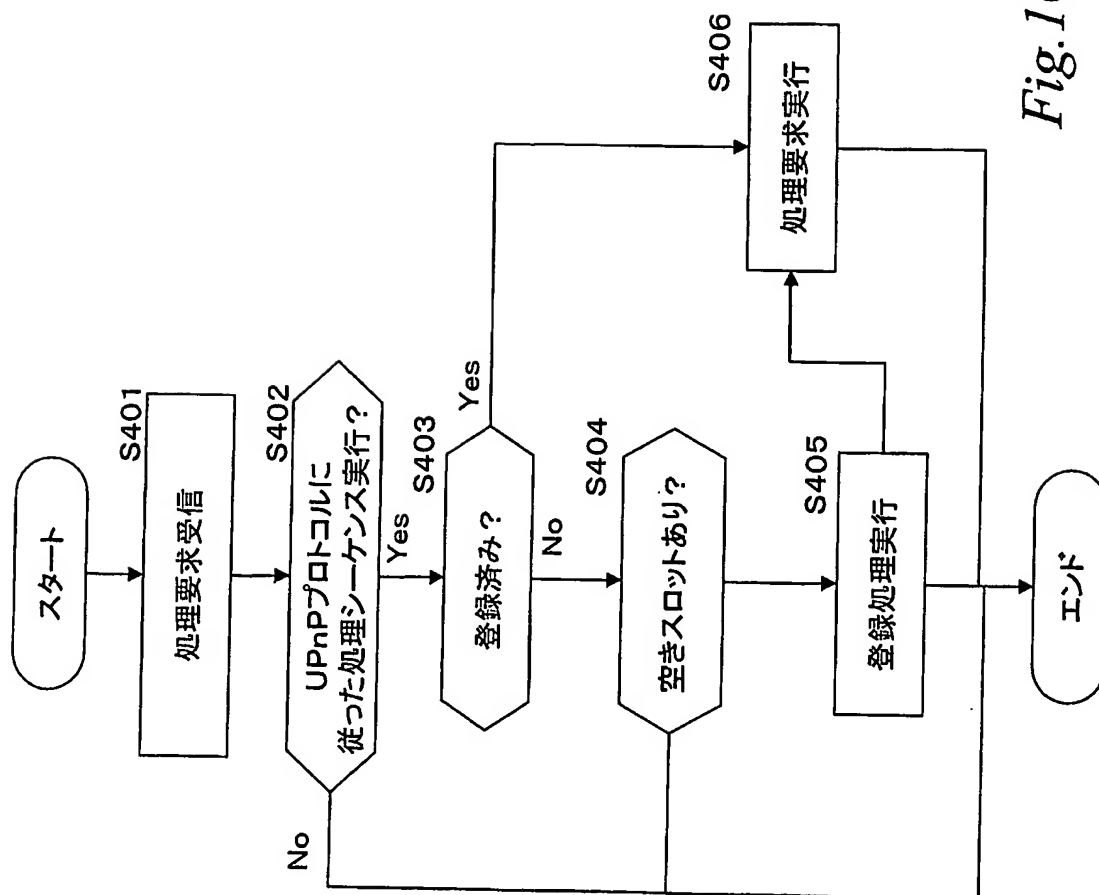 スタート
S401
処理要求受信
S402
UPnPプロトコルに
従った処理シーケンス実行?
No
Yes
S403
登録済み?
Yes
No
S404
空きスロットあり?
S405
登録処理実行
S406
処理要求実行
エンド